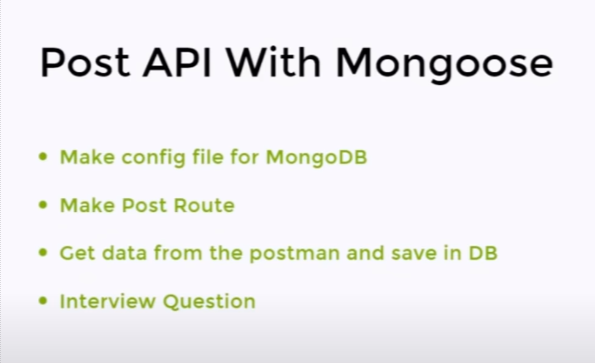 Post API With Mongoose
• Make config file for MongoDB
• Make Post Route
• Get data from the postman and save in DB
• Interview Question